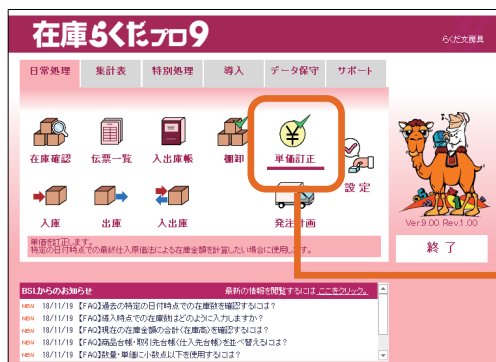 在庫らくだプロ9
らくだ文房具
日常処理 集計表 特別処理 導入 データ保守 サポート
在庫確認 伝票一覧 入出庫帳 棚卸 単価訂正
設定
入庫 出庫 入出庫 発注計画
Ver.9.00 Rev.1.00
終了
単価を訂正します。
特定の日付時点での最終仕入原価法による在庫金額を計算したい場合に使用します。
BSLからのお知らせ 最新の情報を閲覧するには、ここをクリック。
NEW 18/11/19 【FAQ】過去の特定の日付時点での在庫数を確認するには?
NEW 18/11/19 【FAQ】導入時点での在庫数はどのように入力しますか?
NEW 18/11/19 【FAQ】現在の在庫金額の合計(在庫高)を確認するには?
NEW 18/11/19 【FAQ】商品台帳・取引先台帳(仕入先台帳)を並べ替えるには?
NEW 18/11/19 【FAQ】数量・単価に小数点以下を使用するには?